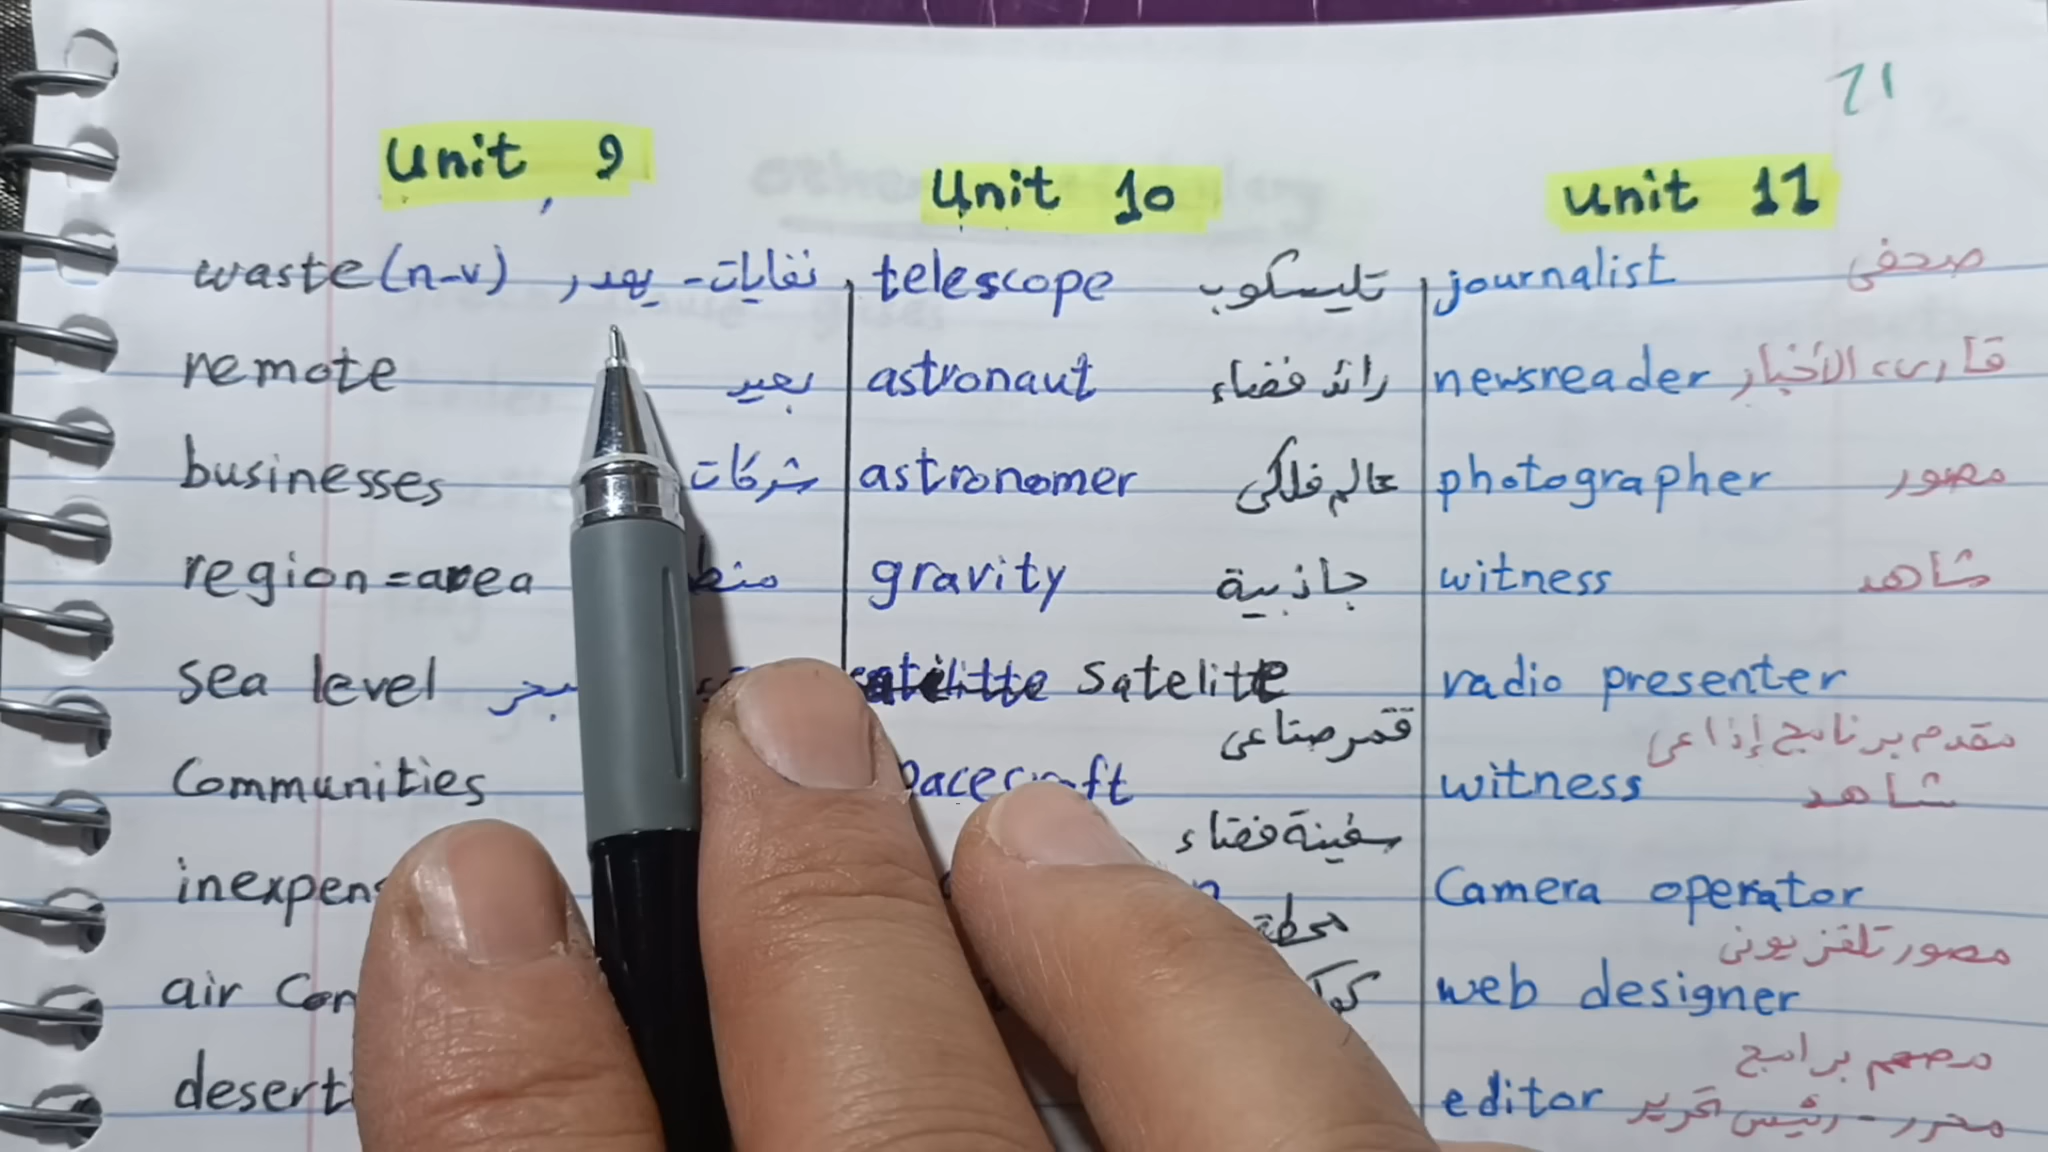 21
Unit 9
waste (n-v) نفايات - يهدر
remote بعيد
businesses شركات
region = area
sea level
Communities
air
Unit 10
telescope تليسكوب
astronaut رائد فضاء
astronomer عالم فلكى
gravity جاذبية
Satelitte
قمر صناعى
سفينة فضاء
محطة
Unit 11
journalist صحفى
newsreader قارىء الأخبار
photographer مصور
witness شاهد
radio presenter
مقدم برنامج إذاعى
witness شاهد
Camera operator
مصور تلفزيونى
web designer
مصمم برامج
editor محرر - رئيس تحرير